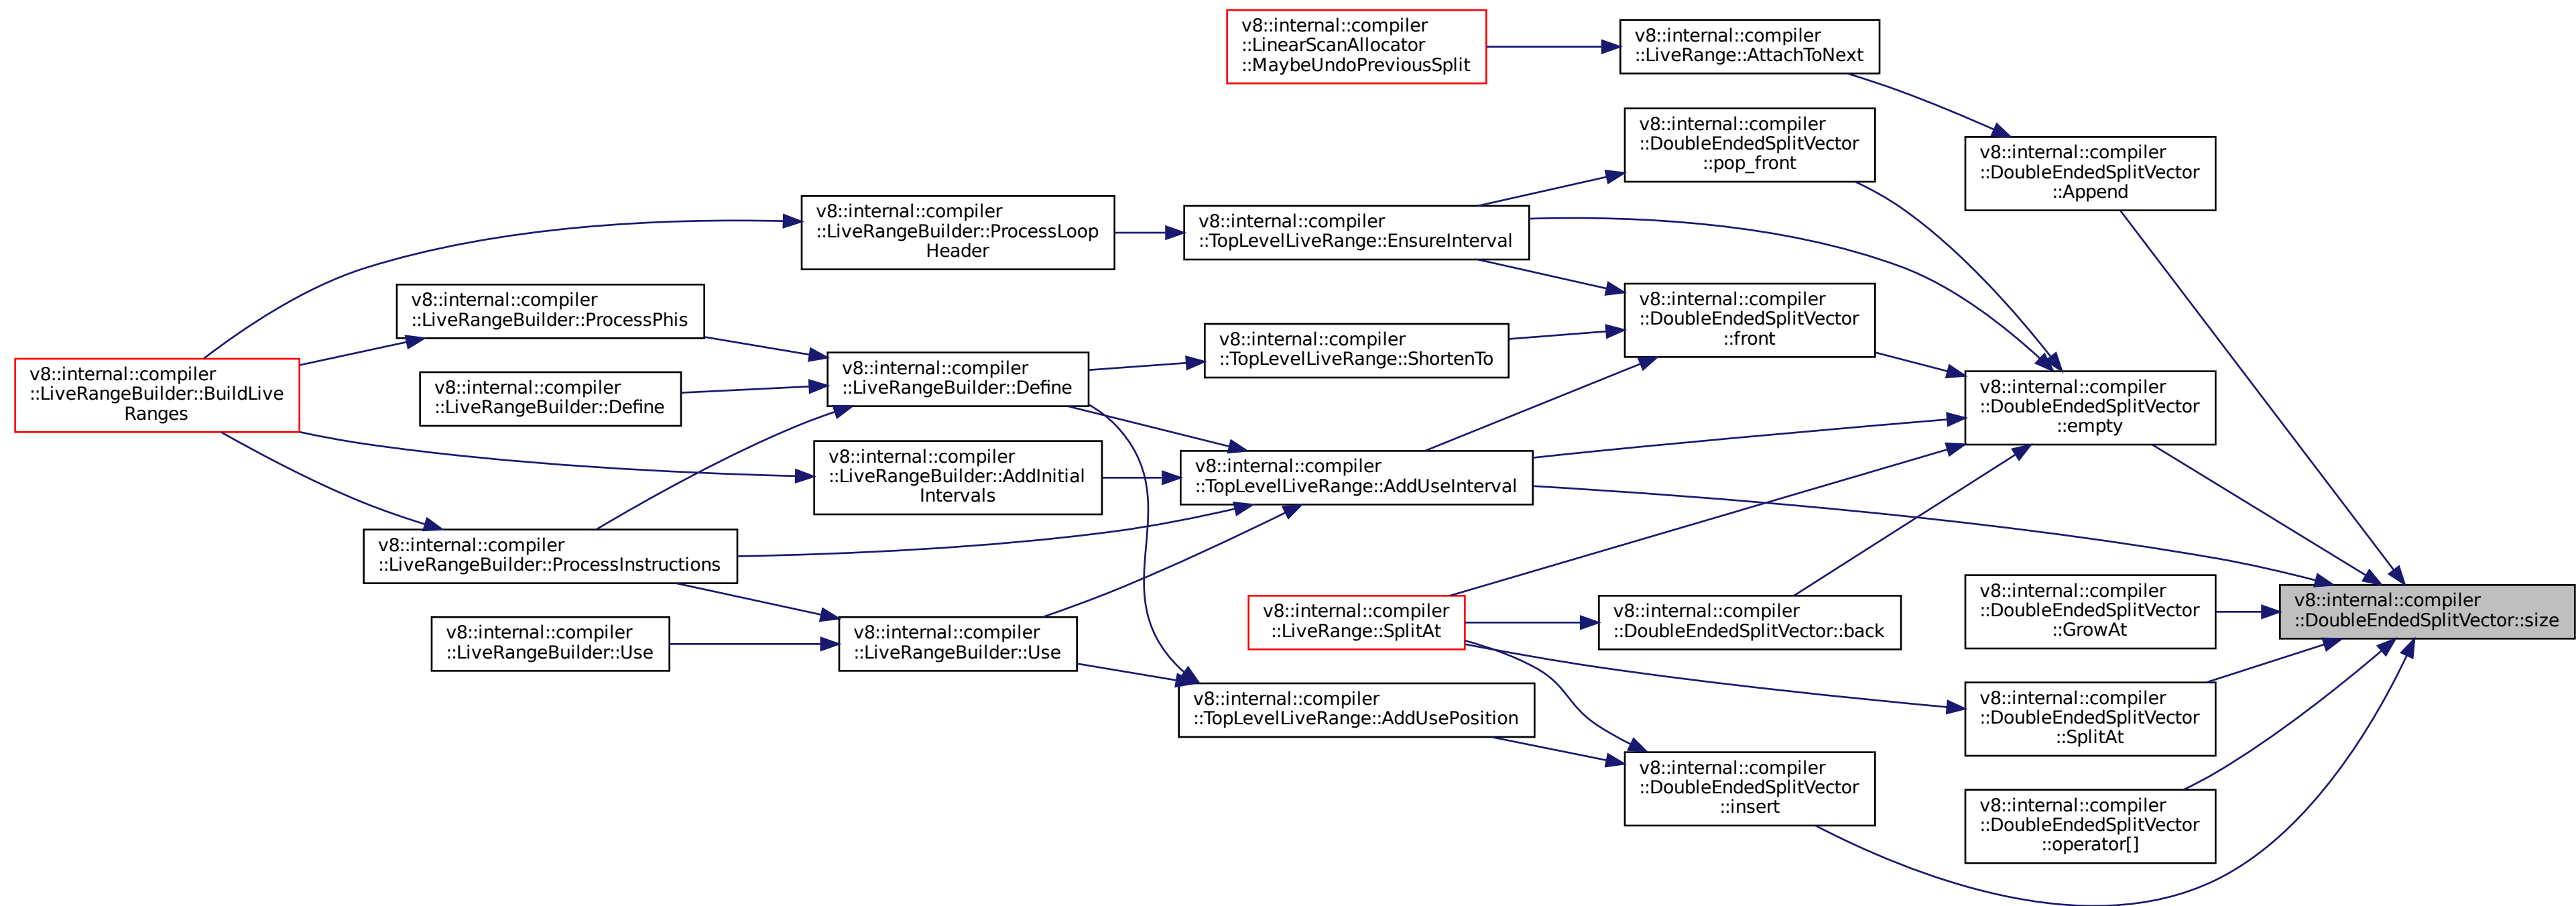 v8::internal::compiler
::LinearScanAllocator
::MaybeUndoPreviousSplit
v8::internal::compiler
::LiveRange::AttachToNext
v8::internal::compiler
::DoubleEndedSplitVector
::pop_front
v8::internal::compiler
::DoubleEndedSplitVector
::Append
v8::internal::compiler
::LiveRangeBuilder::ProcessLoop
Header
v8::internal::compiler
::TopLevelLiveRange::EnsureInterval
v8::internal::compiler
::LiveRangeBuilder::ProcessPhis
v8::internal::compiler
::DoubleEndedSplitVector
::front
v8::internal::compiler
::TopLevelLiveRange::ShortenTo
v8::internal::compiler
::LiveRangeBuilder::BuildLive
Ranges
v8::internal::compiler
::LiveRangeBuilder::Define
v8::internal::compiler
::LiveRangeBuilder::Define
v8::internal::compiler
::DoubleEndedSplitVector
::empty
v8::internal::compiler
::LiveRangeBuilder::AddInitial
Intervals
v8::internal::compiler
::TopLevelLiveRange::AddUseInterval
v8::internal::compiler
::LiveRangeBuilder::ProcessInstructions
v8::internal::compiler
::DoubleEndedSplitVector
::GrowAt
v8::internal::compiler
::DoubleEndedSplitVector::size
v8::internal::compiler
::LiveRange::SplitAt
v8::internal::compiler
::DoubleEndedSplitVector::back
v8::internal::compiler
::LiveRangeBuilder::Use
v8::internal::compiler
::LiveRangeBuilder::Use
v8::internal::compiler
::TopLevelLiveRange::AddUsePosition
v8::internal::compiler
::DoubleEndedSplitVector
::SplitAt
v8::internal::compiler
::DoubleEndedSplitVector
::insert
v8::internal::compiler
::DoubleEndedSplitVector
::operator[]